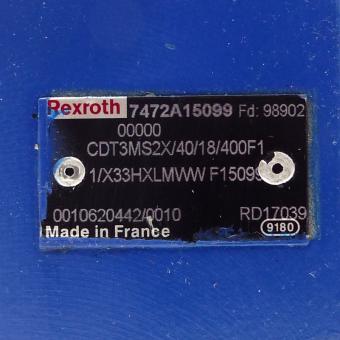 Rexroth 7472A15099 Fd: 98902
00000
CDT3MS2X/40/18/400F1
1/X33HXLMWW F15099
0010620442/0010 RD17039
Made in France 9180